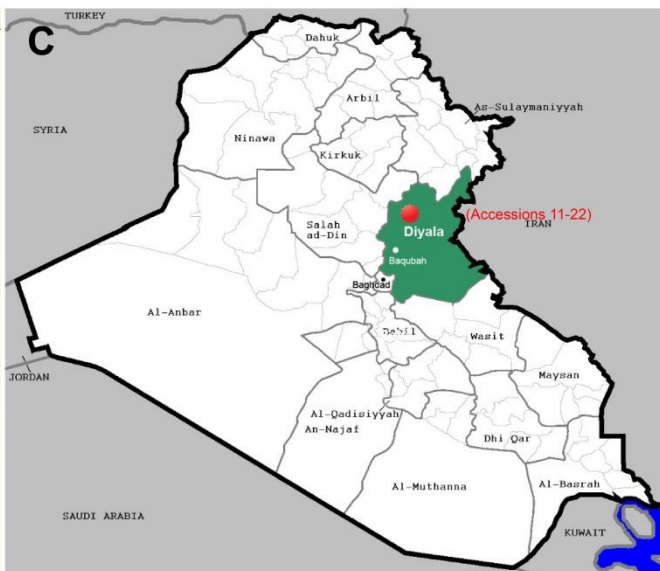 TURKEY
C
Dahuk
Arbil
As-Sulaymaniyyah
SYRIA
Ninawa
Kirkuk
(Accessions 11-22)
IRAN
Salah
ad-Din
Diyala
Baqubah
Baghdad
Al-Anbar
Babil
Wasit
JORDAN
Maysan
Al-Qadisiyyah
An-Najaf
Dhi Qar
Al-Muthanna
Al-Basrah
SAUDI ARABIA
KUWAIT